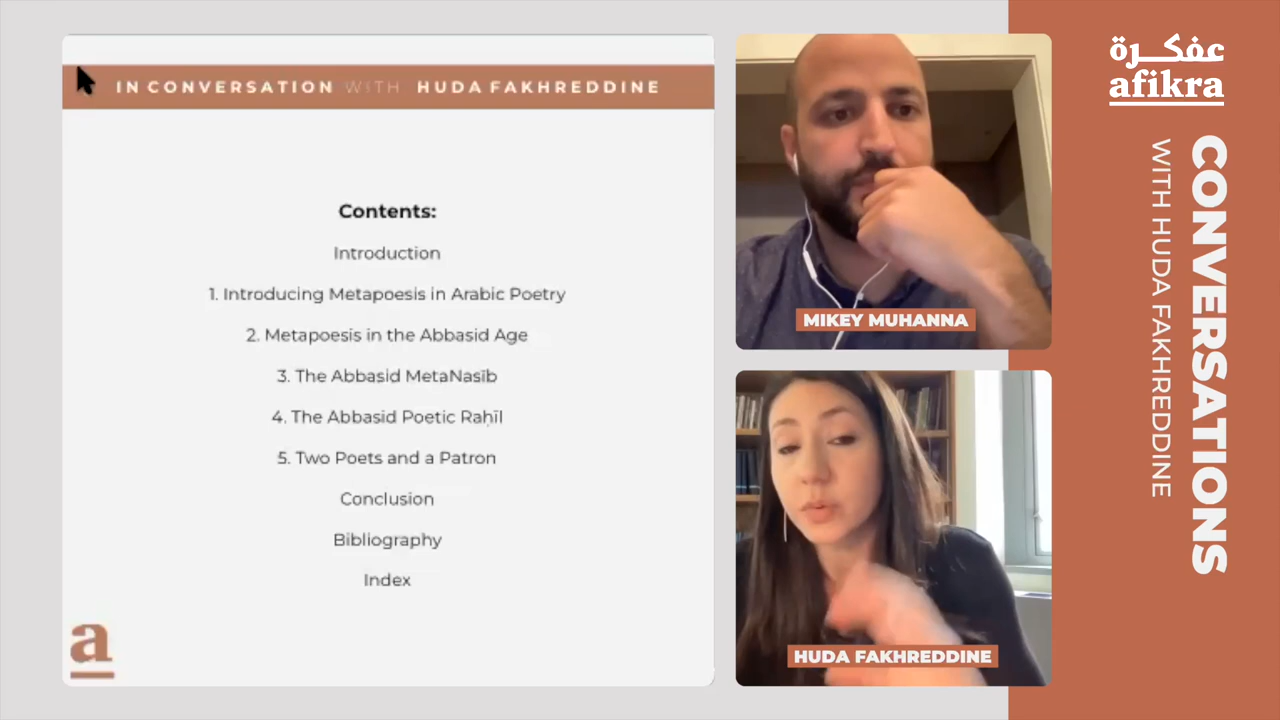 IN CONVERSATION WITH HUDA FAKHREDDINE
Contents:
Introduction
1. Introducing Metapoesis in Arabic Poetry
2. Metapoesis in the Abbasid Age
3. The Abbasid MetaNasīb
4. The Abbasid Poetic Raḥīl
5. Two Poets and a Patron
Conclusion
Bibliography
Index
a
MIKEY MUHANNA
HUDA FAKHREDDINE
عفكرة
afikra
CONVERSATIONS
WITH HUDA FAKHREDDINE